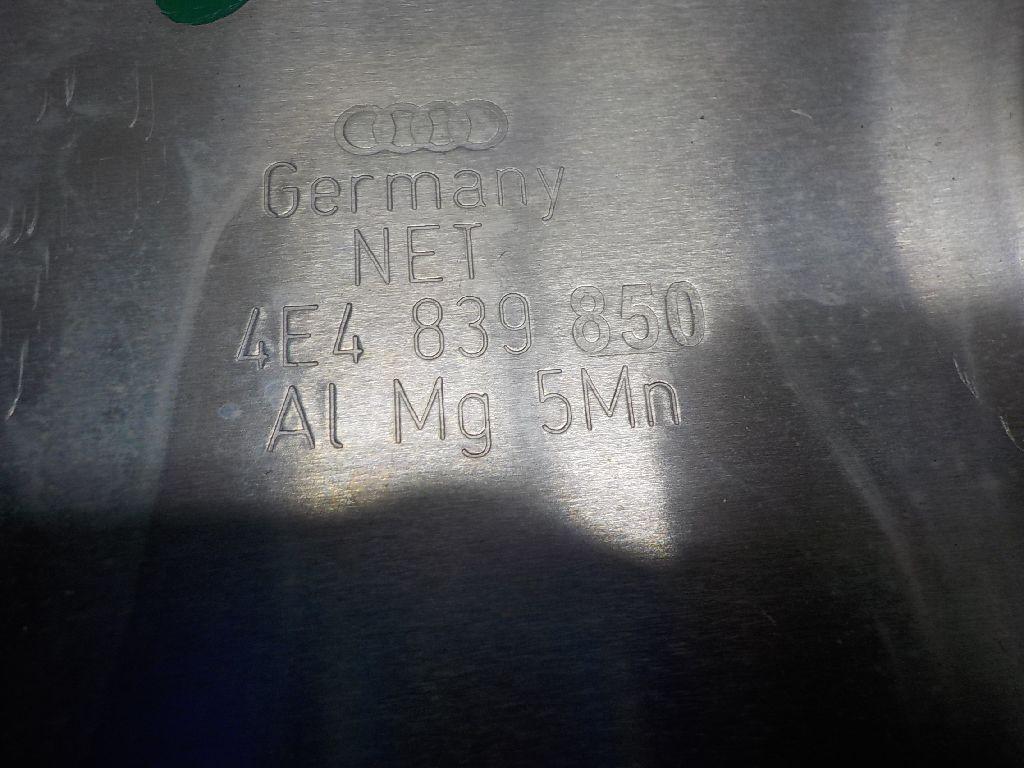 Germany
NET
4E4 839 850
Al Mg 5Mn